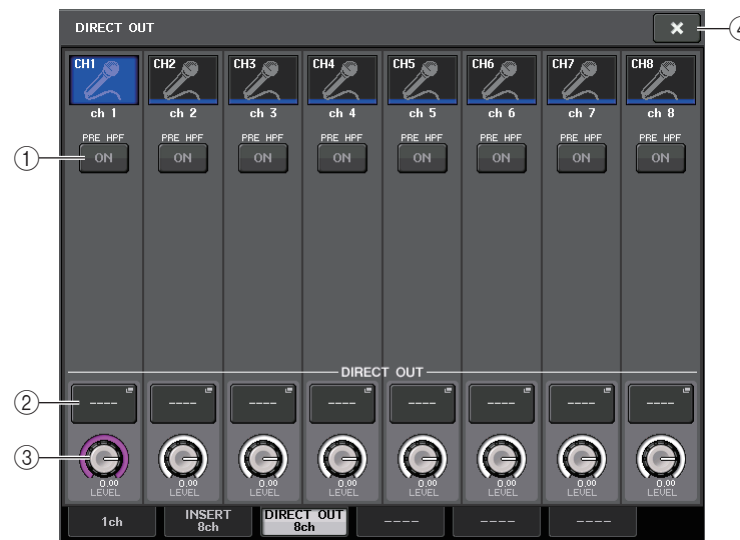 DIRECT OUT
CH1 CH2 CH3 CH4 CH5 CH6 CH7 CH8
ch 1 ch 2 ch 3 ch 4 ch 5 ch 6 ch 7 ch 8
PRE HPF PRE HPF PRE HPF PRE HPF PRE HPF PRE HPF PRE HPF PRE HPF
① ON ON ON ON ON ON ON ON
DIRECT OUT
② ---- ---- ---- ---- ---- ---- ---- ----
③
0.00 0.00 0.00 0.00 0.00 0.00 0.00 0.00
LEVEL LEVEL LEVEL LEVEL LEVEL LEVEL LEVEL LEVEL
1ch INSERT 8ch DIRECT OUT 8ch ---- ---- ----